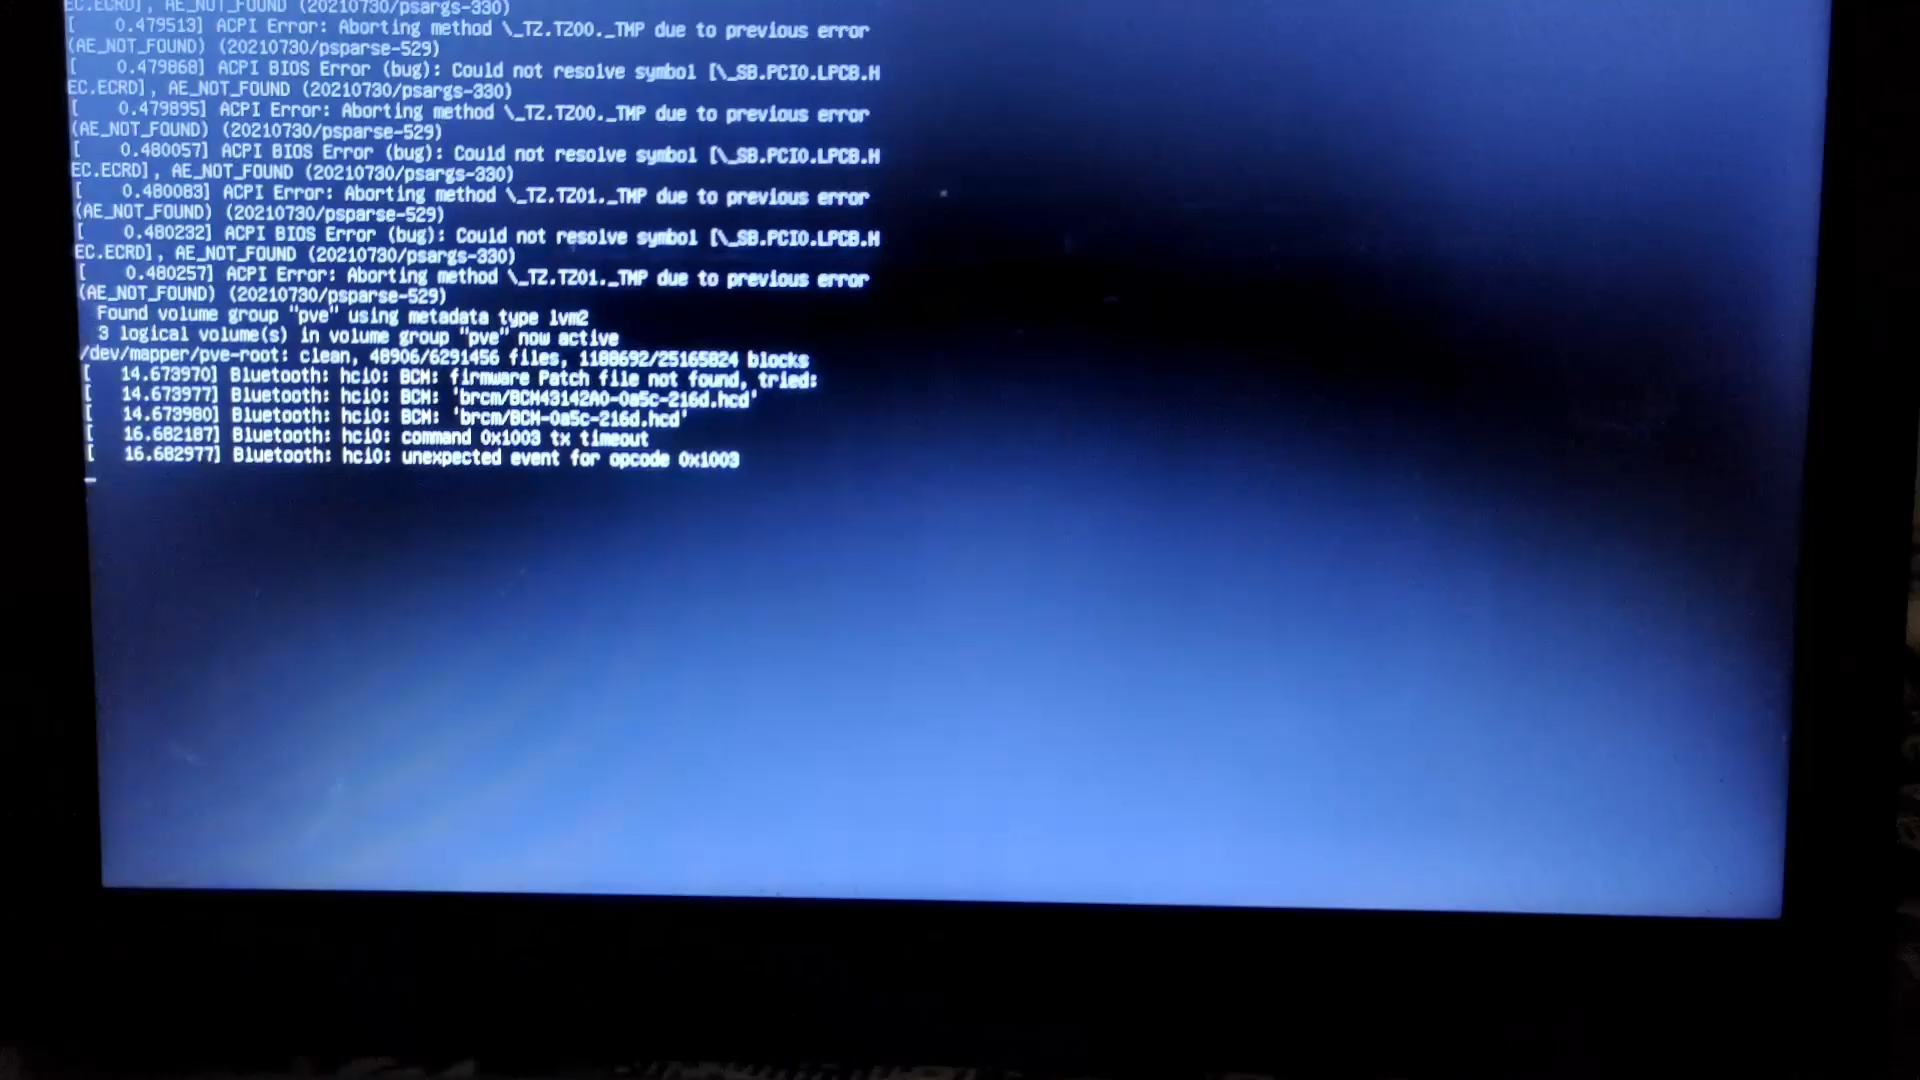 EC.ECRD], AE_NOT_FOUND (20210730/psargs-330)
[    0.479513] ACPI Error: Aborting method \_TZ.TZ00._TMP due to previous error
(AE_NOT_FOUND) (20210730/psparse-529)
[    0.479868] ACPI BIOS Error (bug): Could not resolve symbol [\_SB.PCI0.LPCB.H
EC.ECRD], AE_NOT_FOUND (20210730/psargs-330)
[    0.479895] ACPI Error: Aborting method \_TZ.TZ00._TMP due to previous error
(AE_NOT_FOUND) (20210730/psparse-529)
[    0.480057] ACPI BIOS Error (bug): Could not resolve symbol [\_SB.PCI0.LPCB.H
EC.ECRD], AE_NOT_FOUND (20210730/psargs-330)
[    0.480083] ACPI Error: Aborting method \_TZ.TZ01._TMP due to previous error
(AE_NOT_FOUND) (20210730/psparse-529)
[    0.480232] ACPI BIOS Error (bug): Could not resolve symbol [\_SB.PCI0.LPCB.H
EC.ECRD], AE_NOT_FOUND (20210730/psargs-330)
[    0.480257] ACPI Error: Aborting method \_TZ.TZ01._TMP due to previous error
(AE_NOT_FOUND) (20210730/psparse-529)
Found volume group "pve" using metadata type lvm2
3 logical volume(s) in volume group "pve" now active
/dev/mapper/pve-root: clean, 48906/6291456 files, 1188692/25165824 blocks
[   14.673970] Bluetooth: hci0: BCM: firmware Patch file not found, tried:
[   14.673977] Bluetooth: hci0: BCM: 'brcm/BCM43142A0-0a5c-216d.hcd'
[   14.673980] Bluetooth: hci0: BCM: 'brcm/BCM-0a5c-216d.hcd'
[   16.682187] Bluetooth: hci0: command 0x1003 tx timeout
[   16.682977] Bluetooth: hci0: unexpected event for opcode 0x1003